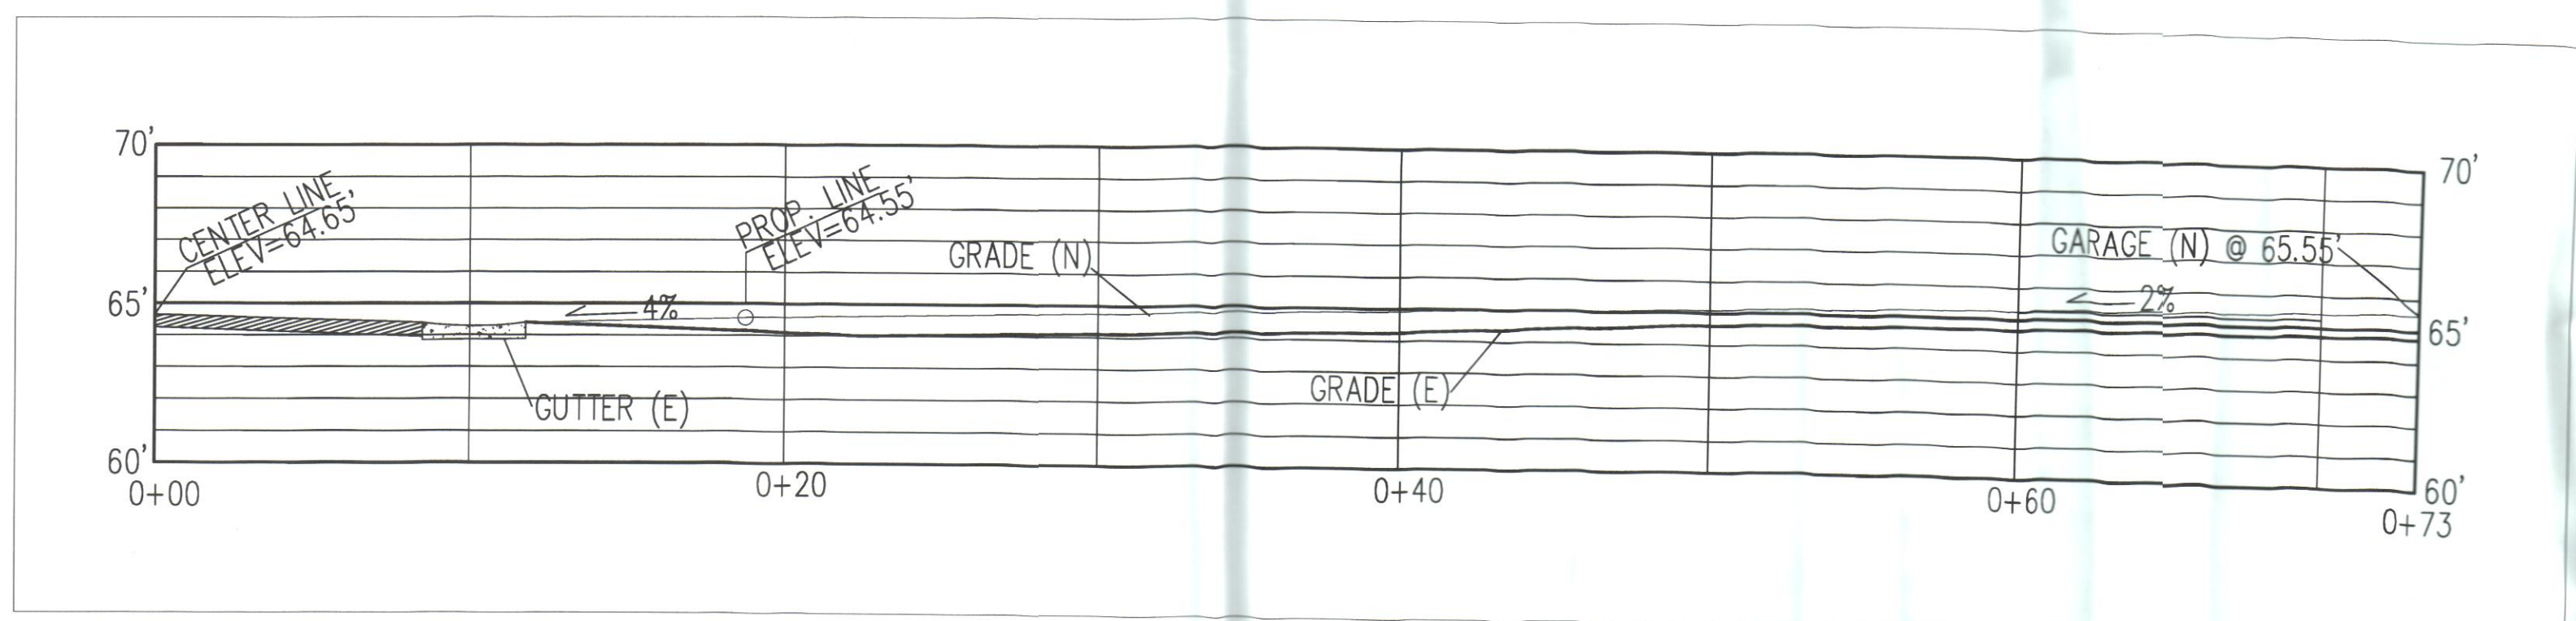 70'
70'
CENTER LINE,
ELEV=64.65'
PROP. LINE
ELEV=64.55'
GRADE (N)
GARAGE (N) @ 65.55'
65'
4%
2%
65'
GRADE (E)
GUTTER (E)
60'
60'
0+00
0+20
0+40
0+60
0+73